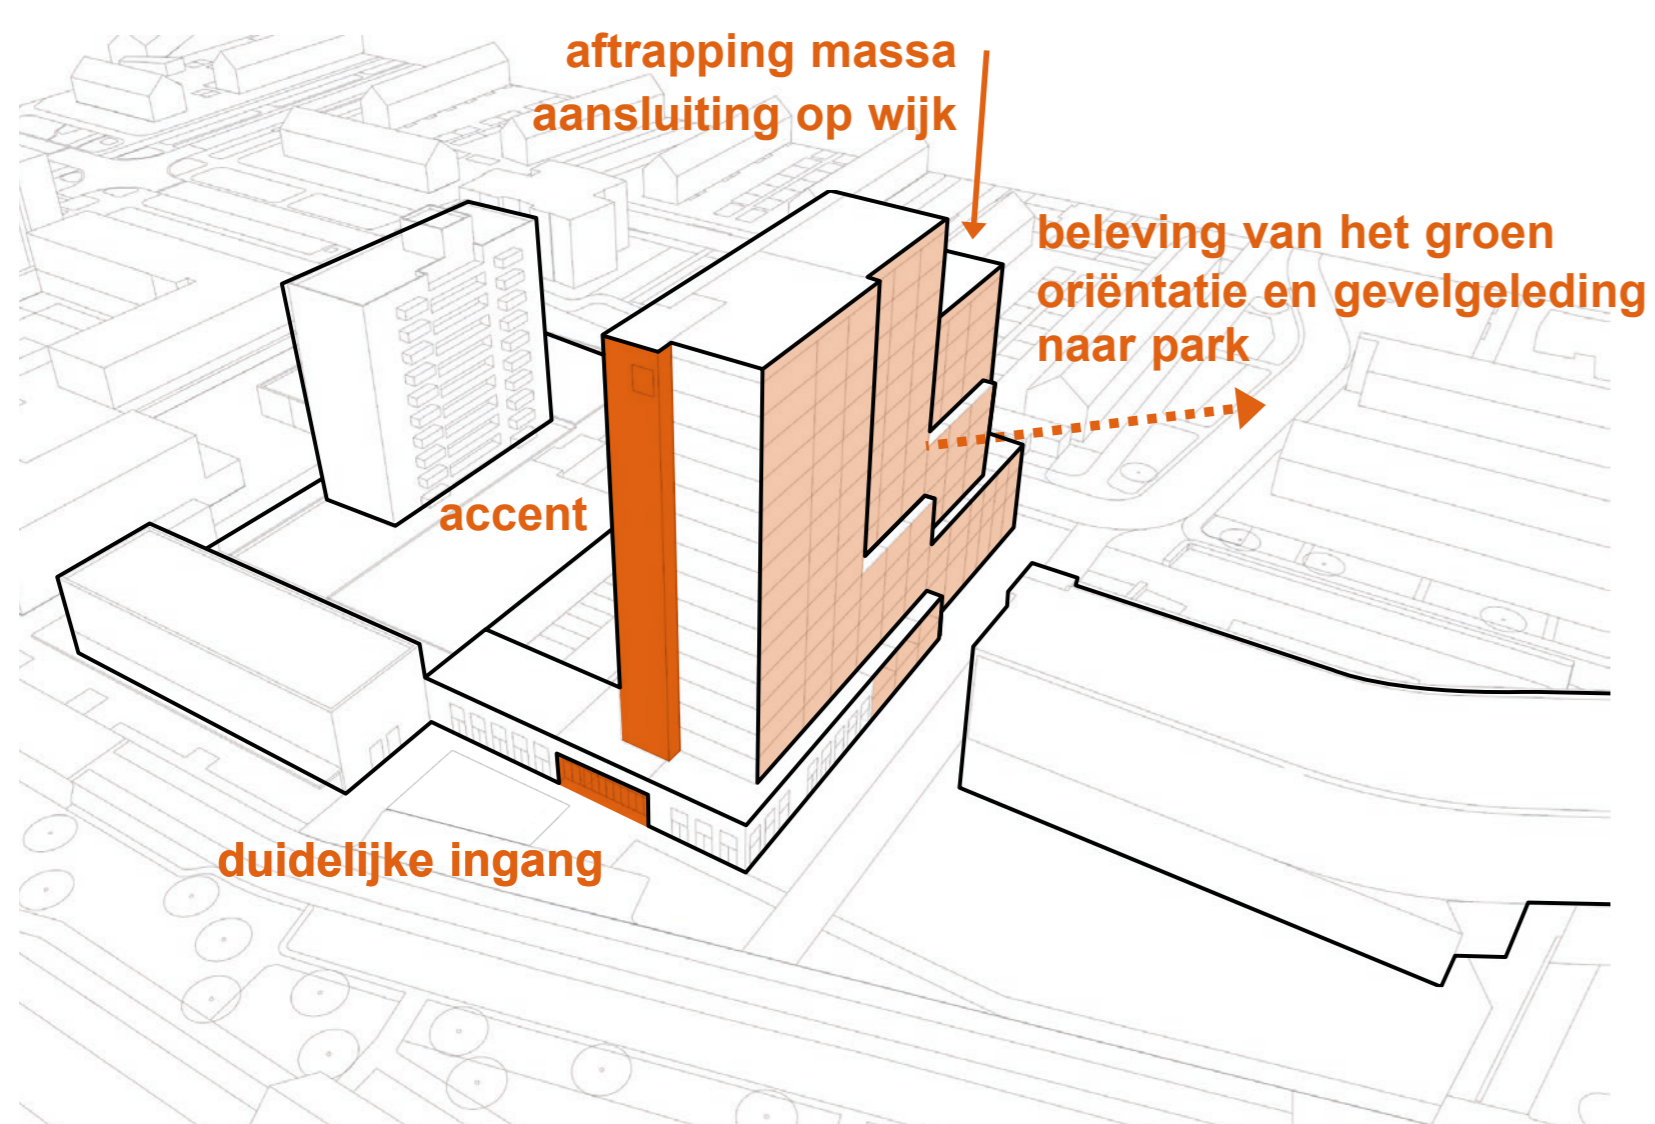 aftrapping massa
aansluiting op wijk
beleving van het groen
oriëntatie en gevelgeleding
naar park
accent
duidelijke ingang